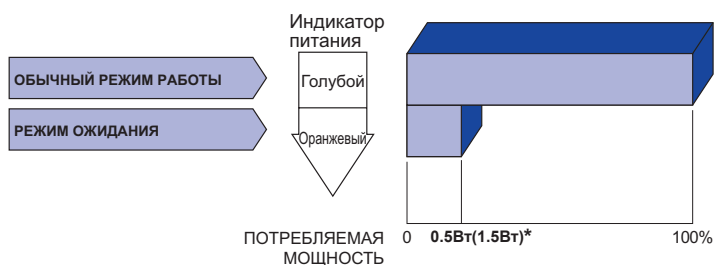 Индикатор
питания
ОБЫЧНЫЙ РЕЖИМ РАБОТЫ
Голубой
РЕЖИМ ОЖИДАНИЯ
Оранжевый
ПОТРЕБЛЯЕМАЯ
МОЩНОСТЬ
0 0.5Вт(1.5Вт)* 100%